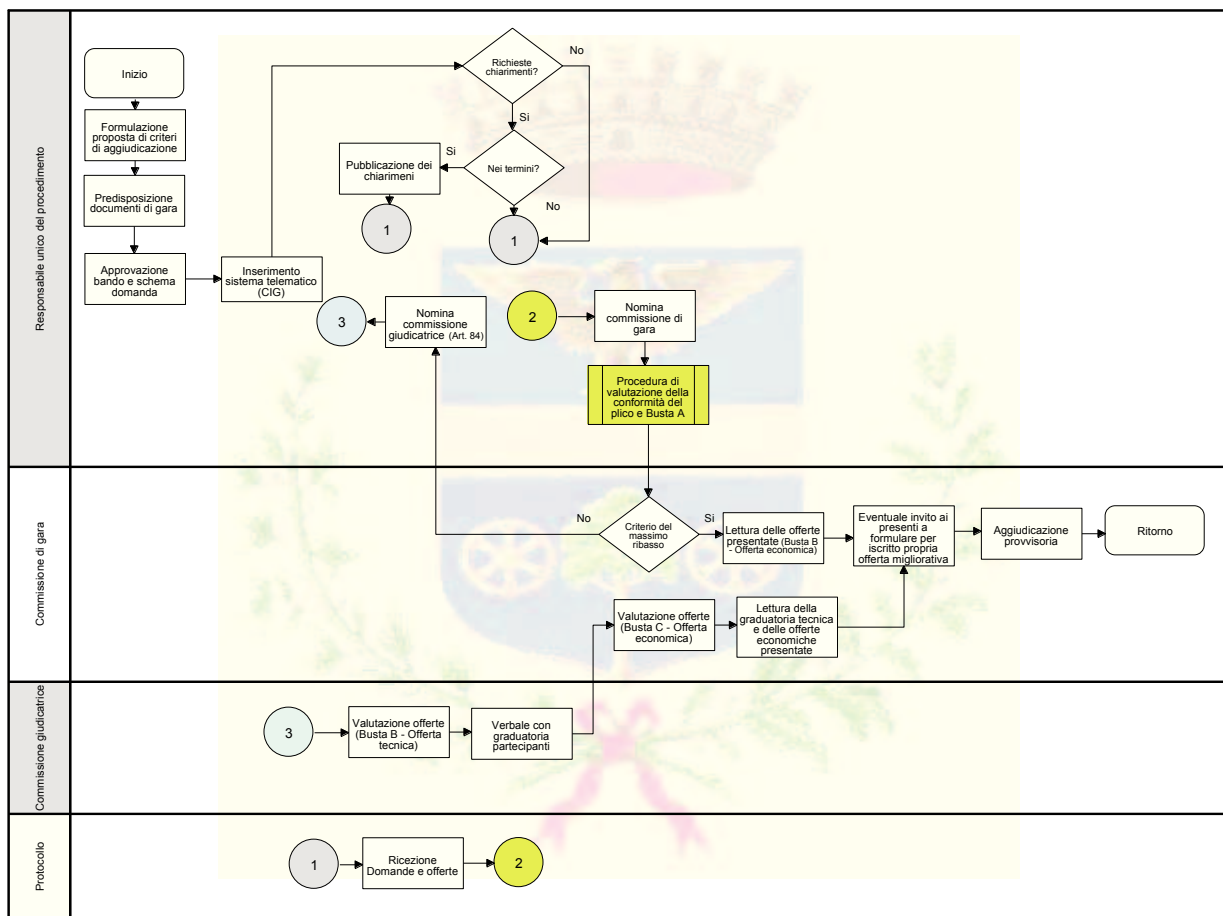 Responsabile unico del procedimento
Inizio
Formulazione
proposta di criteri
di aggiudicazione
Predisposizione
documenti di gara
Approvazione
bando e schema
domanda
Inserimento
sistema telematico
(CIG)
Richieste
chiarimenti?
No
Si
Nei termini?
Si
No
Pubblicazione dei
chiarimeni
1
1
3
Nomina
commissione
giudicatrice (Art. 84)
2
Nomina
commissione di
gara
Procedura di
valutazione della
conformità del
plico e Busta A
Commissione di gara
No
Criterio del
massimo
ribasso
Si
Lettura delle offerte
presentate (Busta B
- Offerta economica)
Eventuale invito ai
presenti a
formulare per
iscritto propria
offerta migliorativa
Aggiudicazione
provvisoria
Ritorno
Valutazione offerte
(Busta C - Offerta
economica)
Lettura della
graduatoria tecnica
e delle offerte
economiche
presentate
Commissione giudicatrice
3
Valutazione offerte
(Busta B - Offerta
tecnica)
Verbale con
graduatoria
partecipanti
Protocollo
1
Ricezione
Domande e offerte
2